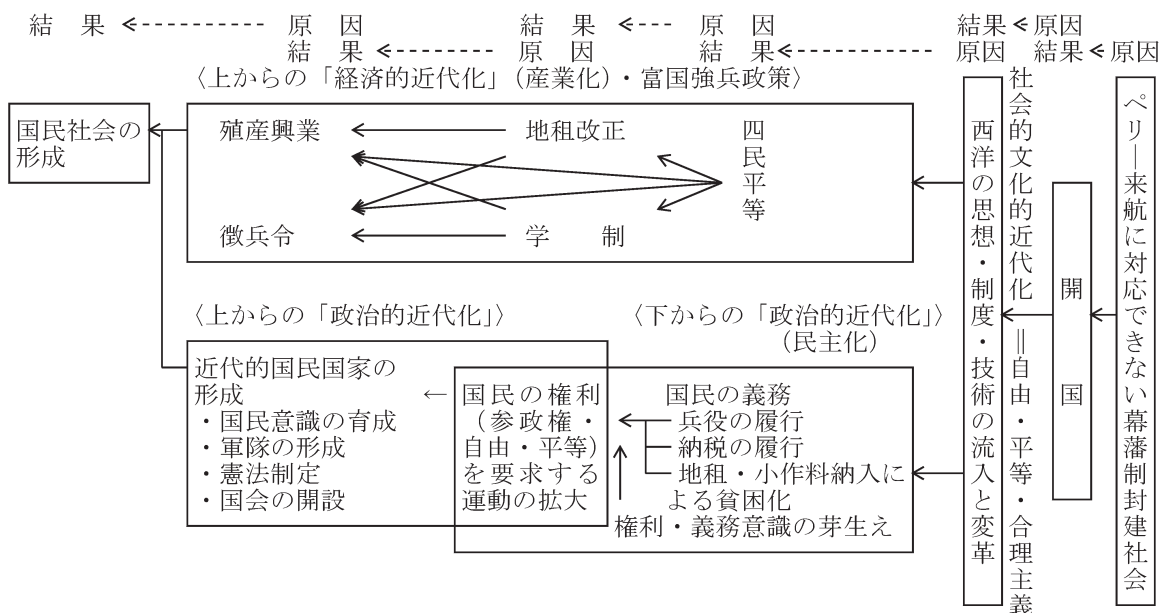 結　果　原　因　結　果　原　因　結果　原因
結　果　原　因　結　果　原因　結果　原因
〈上からの「経済的近代化」（産業化）・富国強兵政策〉
国民社会の
形成
殖産興業
地租改正
四民平等
徴兵令
学　制
〈上からの「政治的近代化」〉
〈下からの「政治的近代化」〉
（民主化）
近代的国民国家の
形成
・国民意識の育成
・軍隊の形成
・憲法制定
・国会の開設
国民の権利
（参政権・
自由・平等）
を要求する
運動の拡大
国民の義務
兵役の履行
納税の履行
地租・小作料納入に
よる貧困化
権利・義務意識の芽生え
西洋の思想・制度・技術の流入と変革
社会的文化的近代化＝自由・平等・合理主義
開　国
ペリー来航に対応できない幕藩制封建社会